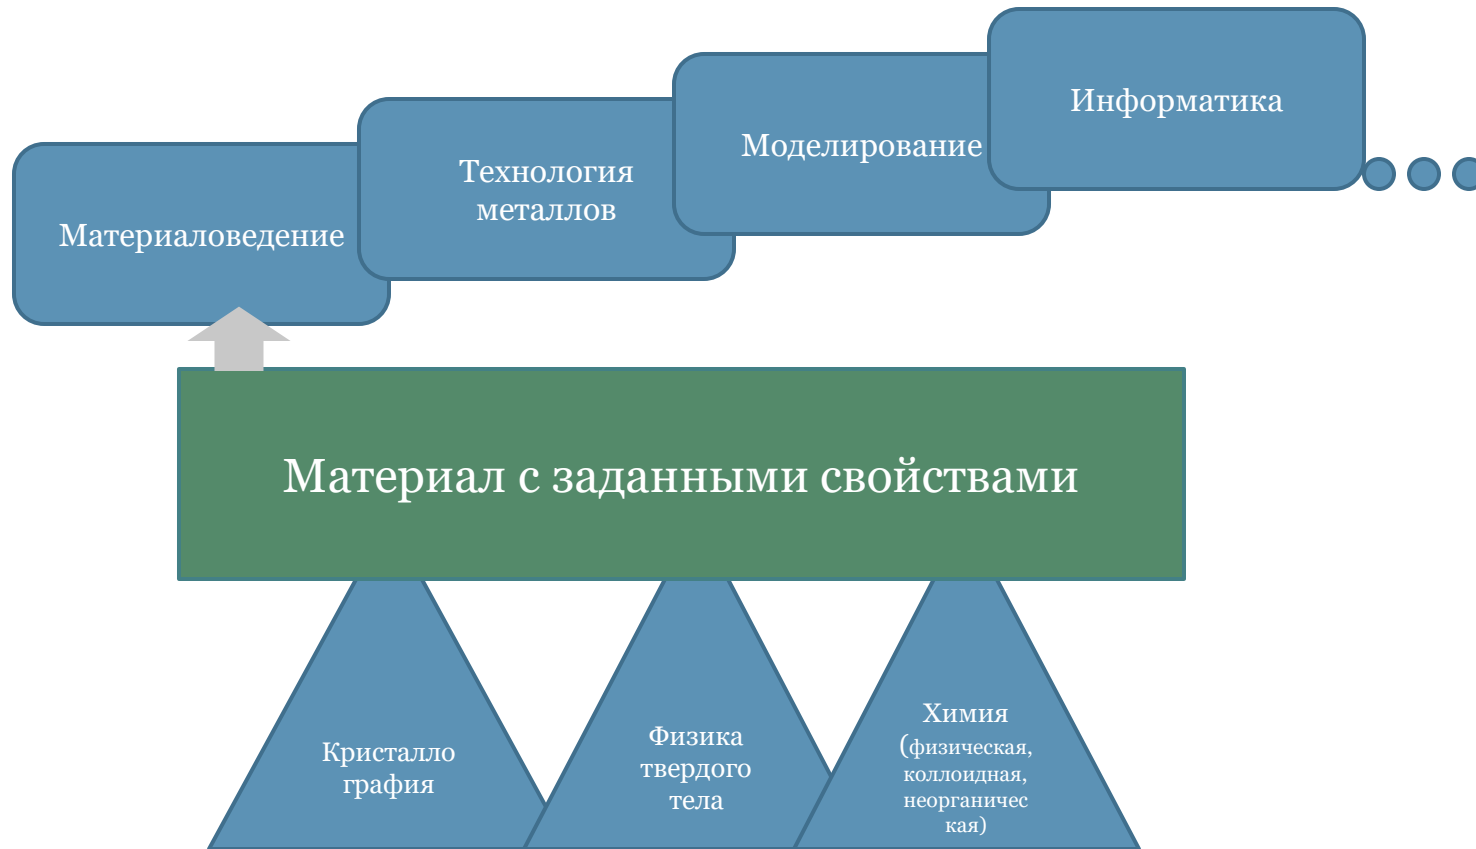 Информатика
Моделирование
Технология
металлов
Материаловедение
Материал с заданными свойствами
Кристалло
графия
Физика
твердого
тела
Химия
(физическая,
коллоидная,
неорганичес
кая)